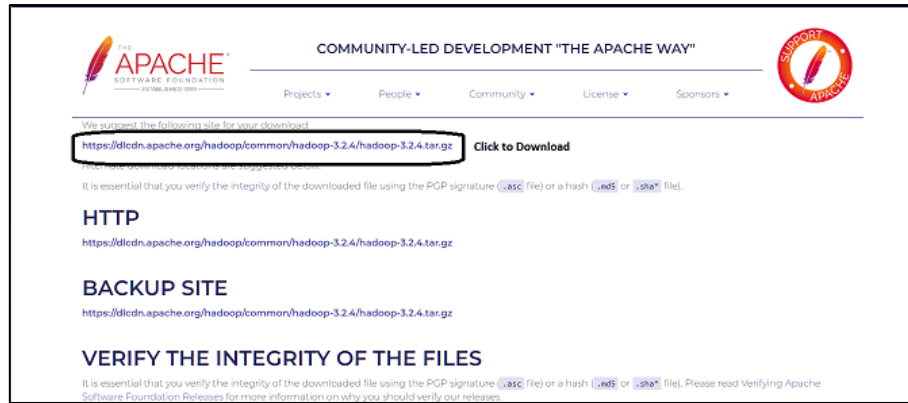 THE
APACHE®
SOFTWARE FOUNDATION
ESTABLISHED 1999
COMMUNITY-LED DEVELOPMENT "THE APACHE WAY"
SUPPORT
APACHE
Projects ▾ People ▾ Community ▾ License ▾ Sponsors ▾
We suggest the following site for your download:
https://dlcdn.apache.org/hadoop/common/hadoop-3.2.4/hadoop-3.2.4.tar.gz Click to Download
Alternate download locations are suggested below.
It is essential that you verify the integrity of the downloaded file using the PGP signature (.asc file) or a hash (.md5 or .sha* file).
HTTP
https://dlcdn.apache.org/hadoop/common/hadoop-3.2.4/hadoop-3.2.4.tar.gz
BACKUP SITE
https://dlcdn.apache.org/hadoop/common/hadoop-3.2.4/hadoop-3.2.4.tar.gz
VERIFY THE INTEGRITY OF THE FILES
It is essential that you verify the integrity of the downloaded file using the PGP signature (.asc file) or a hash (.md5 or .sha* file). Please read Verifying Apache
Software Foundation Releases for more information on why you should verify our releases.